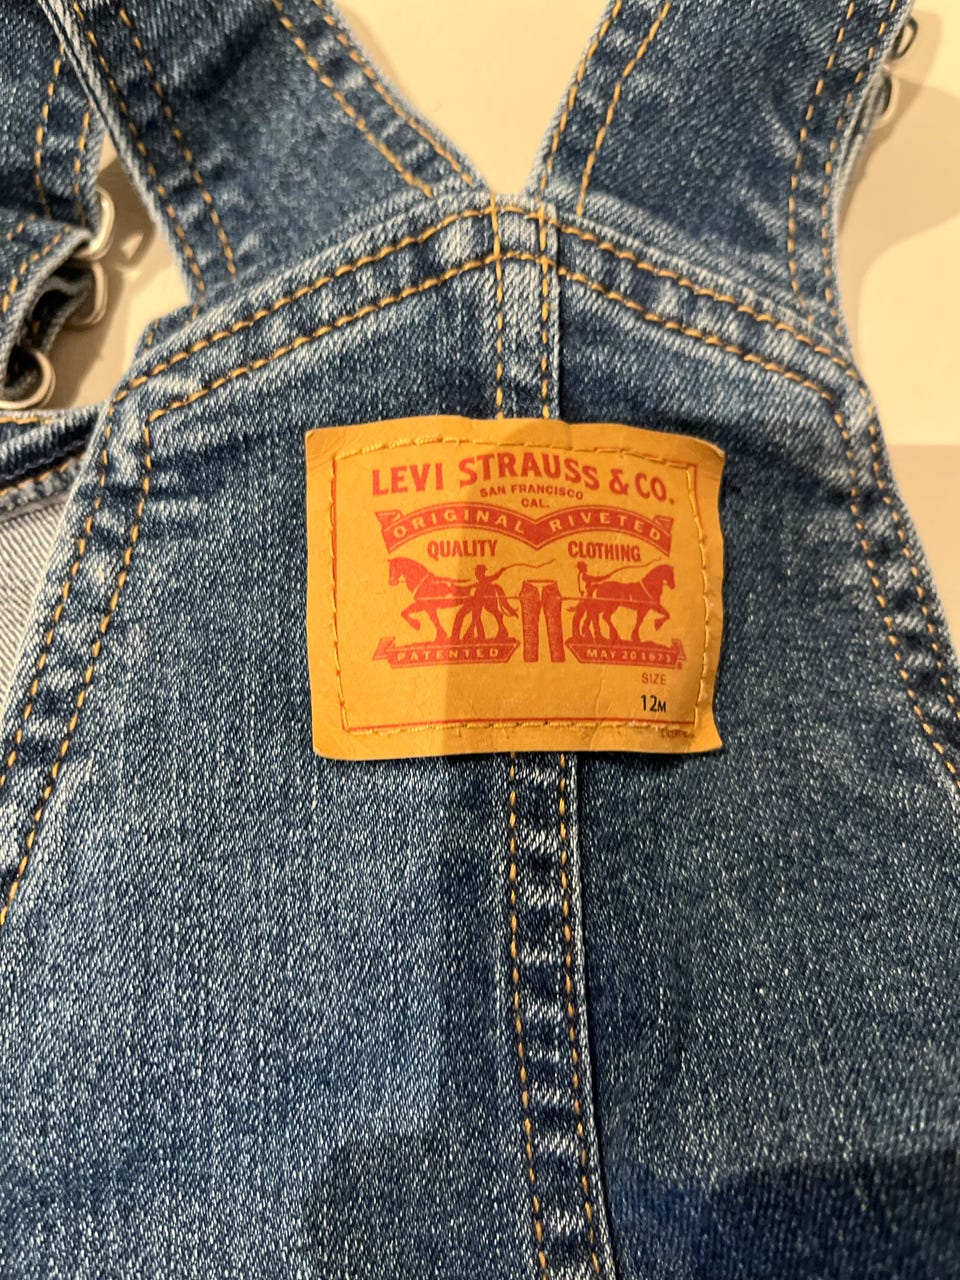 LEVI STRAUSS & CO.
SAN FRANCISCO
CAL.
ORIGINAL RIVETED
QUALITY CLOTHING
PATENTED MAY 20 1873
SIZE
12M